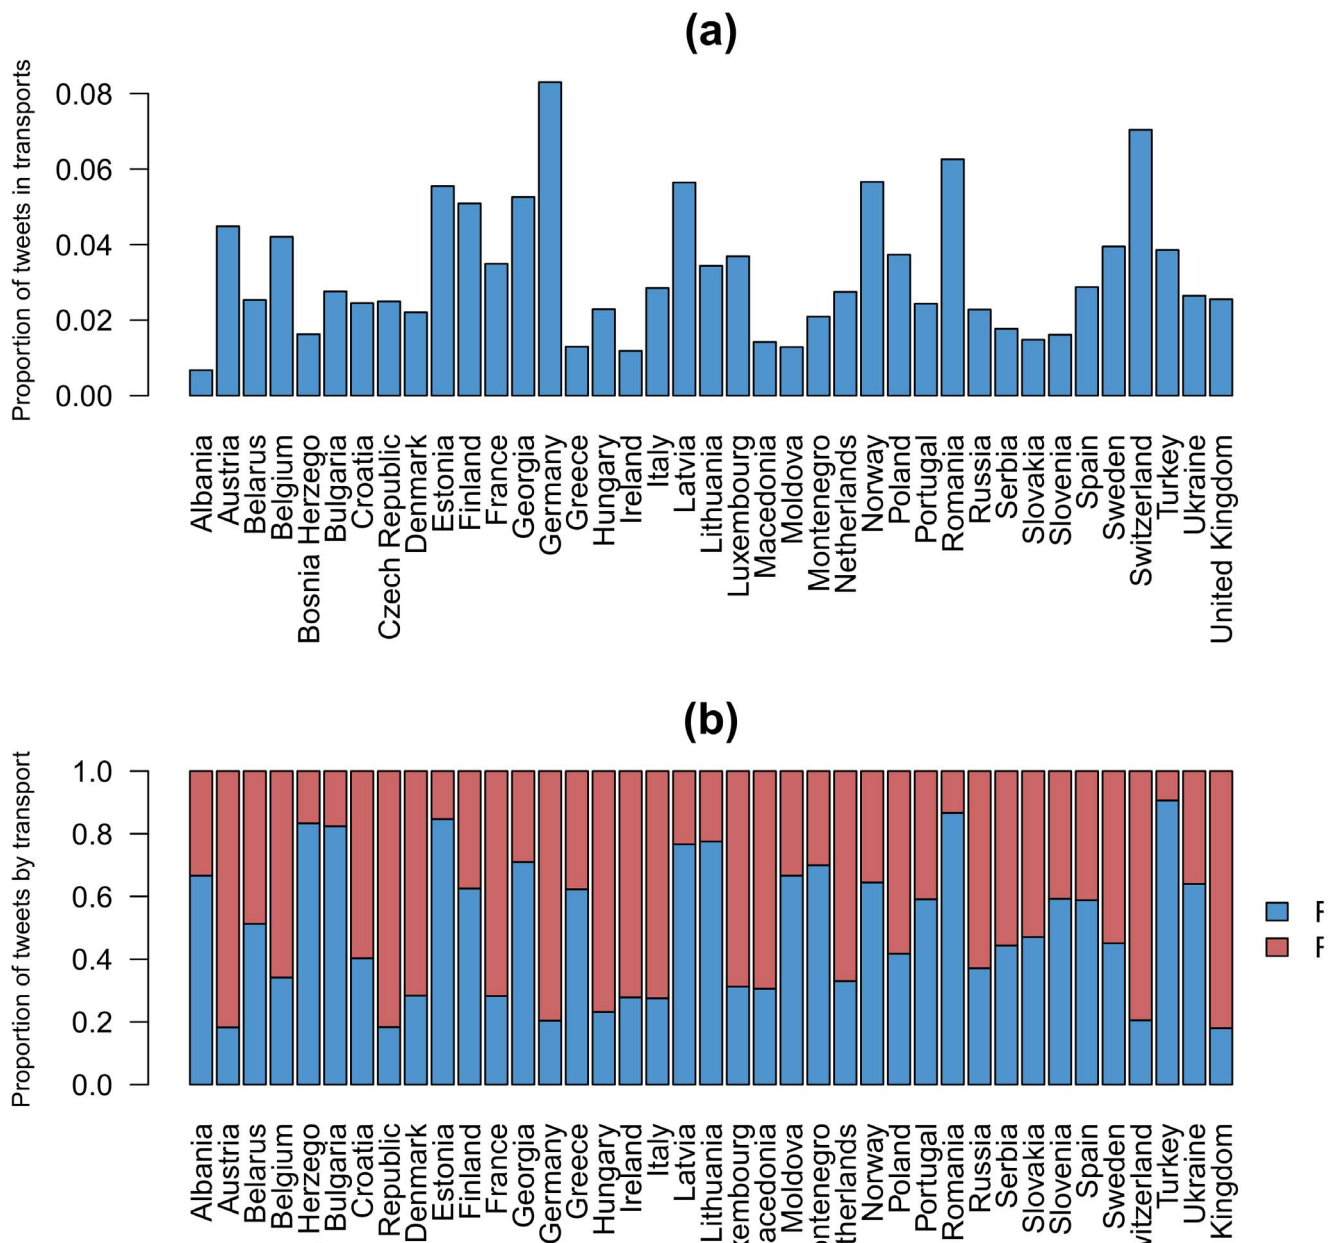 (a)
Proportion of tweets in transports
0.08
0.06
0.04
0.02
0.00
Albania
Austria
Belarus
Belgium
Bosnia Herzego
Bulgaria
Croatia
Czech Republic
Denmark
Estonia
Finland
France
Georgia
Germany
Greece
Hungary
Ireland
Italy
Latvia
Lithuania
Luxembourg
Macedonia
Moldova
Montenegro
Netherlands
Norway
Poland
Portugal
Romania
Russia
Serbia
Slovakia
Slovenia
Spain
Sweden
Switzerland
Turkey
Ukraine
United Kingdom
(b)
Proportion of tweets by transport
1.0
0.8
0.6
0.4
0.2
0.0
Albania
Austria
Belarus
Belgium
Herzego
Bulgaria
Croatia
Republic
Denmark
Estonia
Finland
France
Georgia
Germany
Greece
Hungary
Ireland
Italy
Latvia
Lithuania
xembourg
acedonia
Moldova
ontenegro
therlands
Norway
Poland
Portugal
Romania
Russia
Serbia
Slovakia
Slovenia
Spain
Sweden
witzerland
Turkey
Ukraine
Kingdom